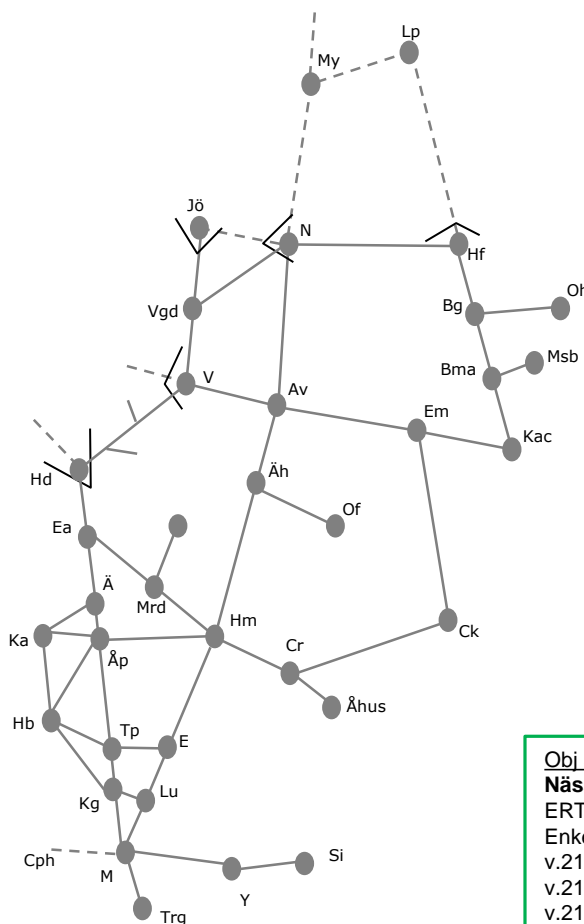 Lp
My
Jö
N
Hf
Vgd
Bg
Oh
Bma
Msb
V
Av
Em
Kac
Hd
Äh
Of
Ea
Ä
Mrd
Hm
Ck
Ka
Åp
Cr
Åhus
Hb
Tp
E
Kg
Lu
Cph
M
Y
Si
Trg
Obj
Näs
ERT
Enke
v.21
v.21
v.21